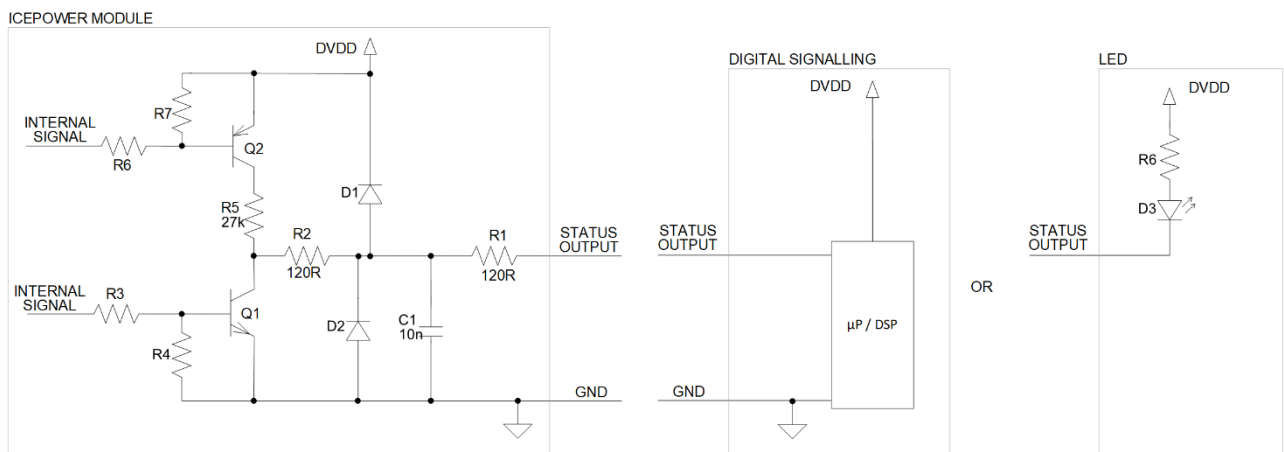 ICEPOWER MODULE
DVDD
R7
INTERNAL
SIGNAL
R6
Q2
R5
27k
D1
R2
120R
R1
120R
STATUS
OUTPUT
INTERNAL
SIGNAL
R3
Q1
R4
D2
C1
10n
GND
DIGITAL SIGNALLING
DVDD
STATUS
OUTPUT
µP / DSP
GND
OR
LED
DVDD
R6
D3
STATUS
OUTPUT